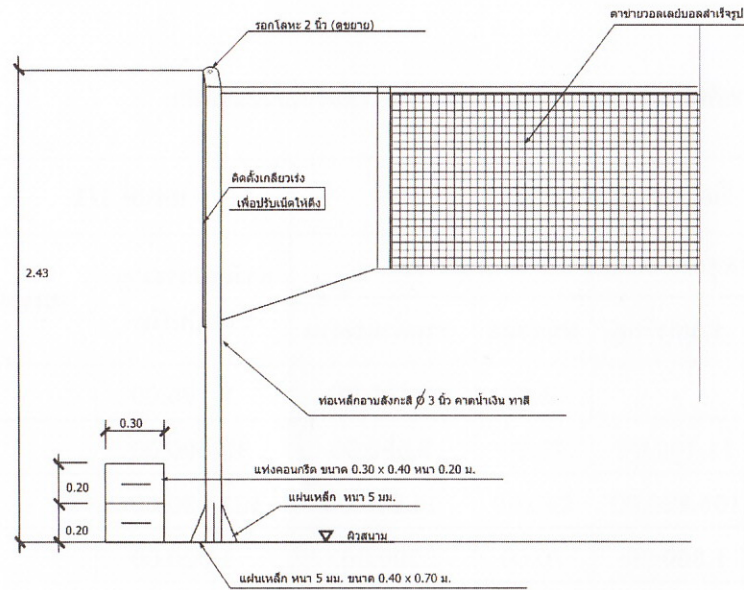 รอกโลหะ 2 นิ้ว (ดูขยาย)
ตาข่ายวอลเลย์บอลสำเร็จรูป
ติดตั้งเกลียวเร่ง
เพื่อปรับเน็ตให้ตึง
2.43
ท่อเหล็กอาบสังกะสี Ø 3 นิ้ว คาดน้ำเงิน ทาสี
0.30
แท่งคอนกรีต ขนาด 0.30 x 0.40 หนา 0.20 ม.
0.20
แผ่นเหล็ก หนา 5 มม.
0.20
ผิวสนาม
แผ่นเหล็ก หนา 5 มม. ขนาด 0.40 x 0.70 ม.